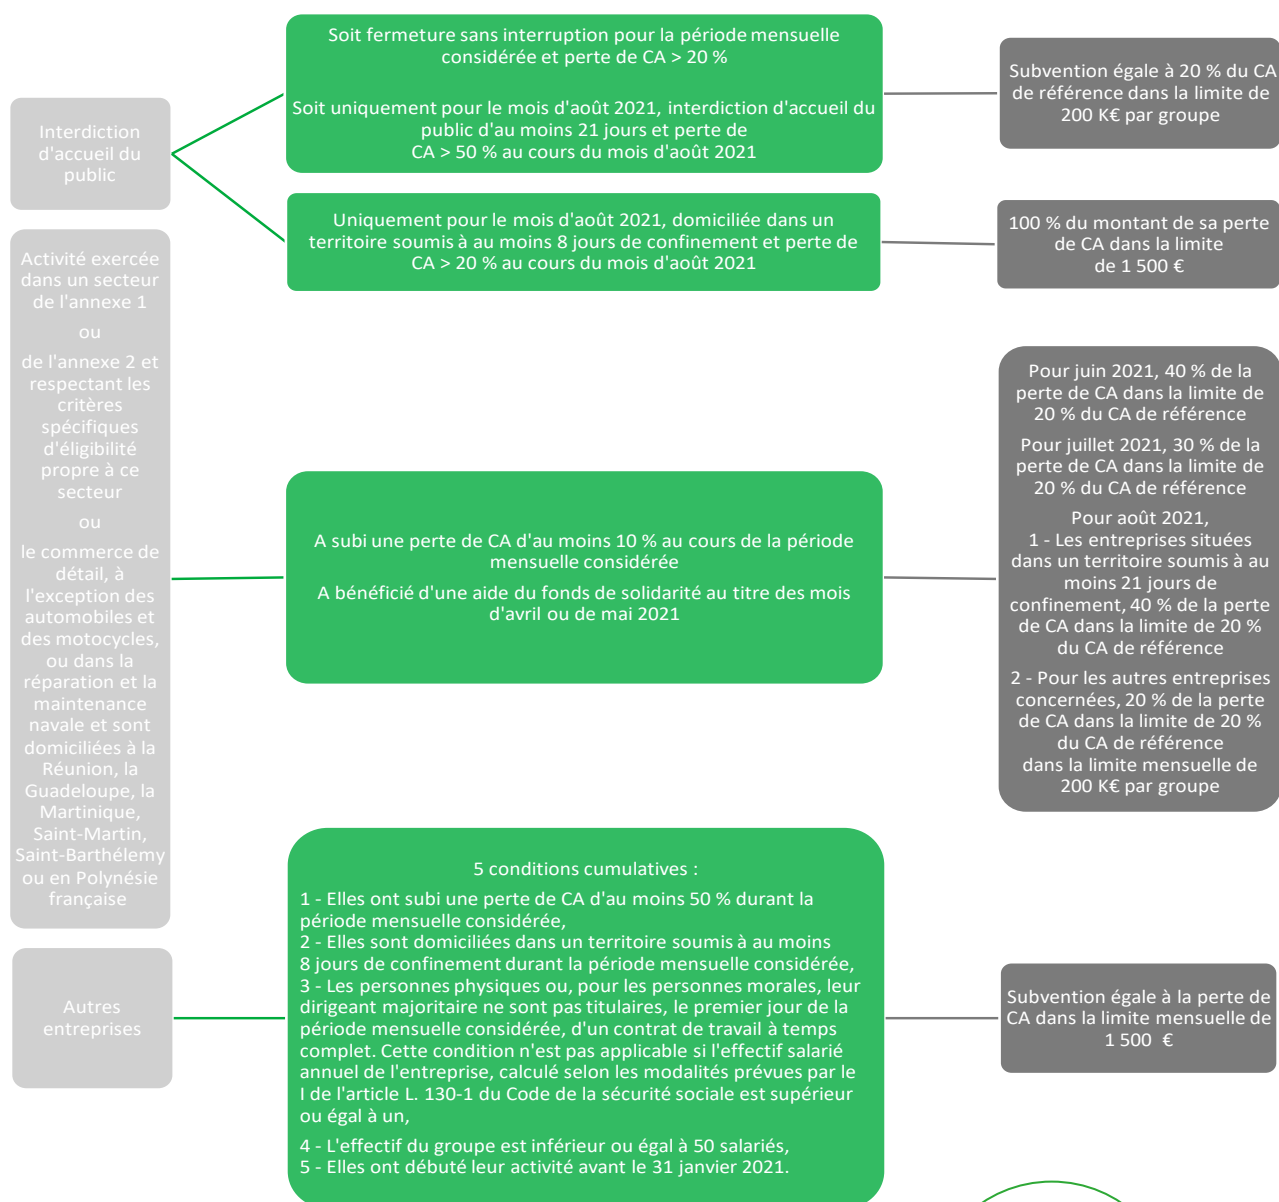 Interdiction
d'accueil du
public
Soit fermeture sans interruption pour la période mensuelle
considérée et perte de CA > 20 %
Soit uniquement pour le mois d'août 2021, interdiction d'accueil du
public d'au moins 21 jours et perte de
CA > 50 % au cours du mois d'août 2021
Subvention égale à 20 % du CA
de référence dans la limite de
200 K€ par groupe
Uniquement pour le mois d'août 2021, domiciliée dans un
territoire soumis à au moins 8 jours de confinement et perte de
CA > 20 % au cours du mois d'août 2021
100 % du montant de sa perte
de CA dans la limite
de 1 500 €
Activité exercée
dans un secteur
de l'annexe 1
ou
de l'annexe 2 et
respectant les
critères
spécifiques
d'éligibilité
propre à ce
secteur
ou
le commerce de
détail, à
l'exception des
automobiles et
des motocycles,
ou dans la
réparation et la
maintenance
navale et sont
domiciliées à la
Réunion, la
Guadeloupe, la
Martinique,
Saint-Martin,
Saint-Barthélemy
ou en Polynésie
française
A subi une perte de CA d'au moins 10 % au cours de la période
mensuelle considérée
A bénéficié d'une aide du fonds de solidarité au titre des mois
d'avril ou de mai 2021
Pour juin 2021, 40 % de la
perte de CA dans la limite de
20 % du CA de référence
Pour juillet 2021, 30 % de la
perte de CA dans la limite de
20 % du CA de référence
Pour août 2021,
1 - Les entreprises situées
dans un territoire soumis à au
moins 21 jours de
confinement, 40 % de la perte
de CA dans la limite de 20 %
du CA de référence
2 - Pour les autres entreprises
concernées, 20 % de la perte
de CA dans la limite de 20 %
du CA de référence
dans la limite mensuelle de
200 K€ par groupe
Autres
entreprises
5 conditions cumulatives :
1 - Elles ont subi une perte de CA d'au moins 50 % durant la
période mensuelle considérée,
2 - Elles sont domiciliées dans un territoire soumis à au moins
8 jours de confinement durant la période mensuelle considérée,
3 - Les personnes physiques ou, pour les personnes morales, leur
dirigeant majoritaire ne sont pas titulaires, le premier jour de la
période mensuelle considérée, d'un contrat de travail à temps
complet. Cette condition n'est pas applicable si l'effectif salarié
annuel de l'entreprise, calculé selon les modalités prévues par le
I de l'article L. 130-1 du Code de la sécurité sociale est supérieur
ou égal à un,
4 - L'effectif du groupe est inférieur ou égal à 50 salariés,
5 - Elles ont débuté leur activité avant le 31 janvier 2021.
Subvention égale à la perte de
CA dans la limite mensuelle de
1 500 €